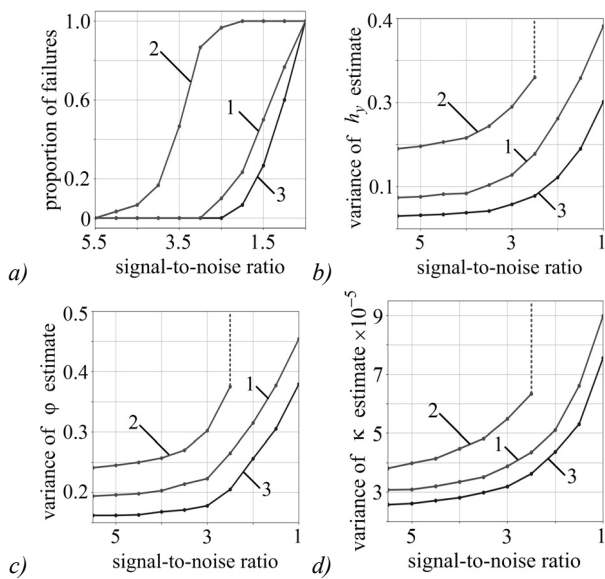 1.0
0.6
0.2
0
5.5 3.5 1.5
2
1
3
proportion of failures
signal-to-noise ratio
a)
0.4
0.3
0.1
5 3 1
2
1
3
variance of hy estimate
signal-to-noise ratio
b)
0.5
0.4
0.3
0.2
5 3 1
2
1
3
variance of φ estimate
signal-to-noise ratio
c)
9
7
5
3
5 3 1
2
1
3
variance of κ estimate ×10⁻⁵
signal-to-noise ratio
d)